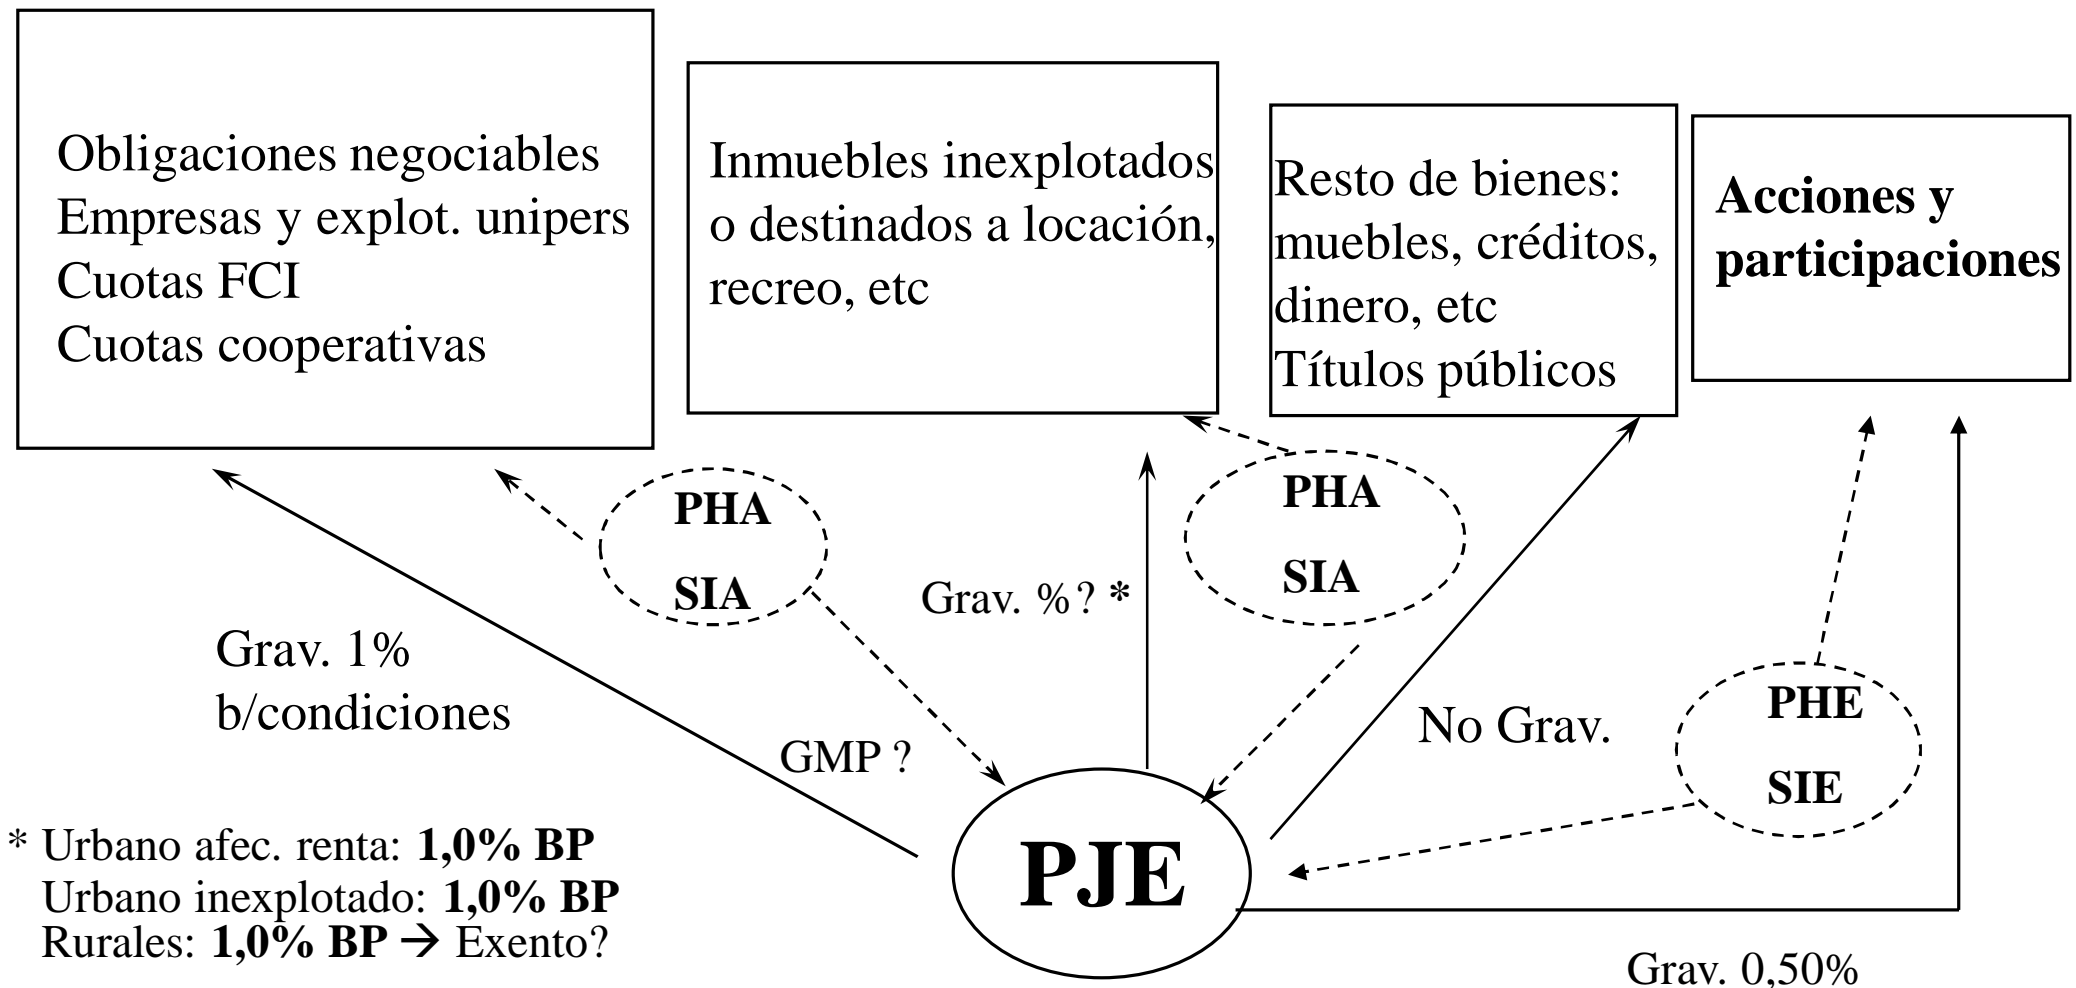 Obligaciones negociables
Empresas y explot. unipers
Cuotas FCI
Cuotas cooperativas
Inmuebles inexplotados
o destinados a locación,
recreo, etc
Resto de bienes:
muebles, créditos,
dinero, etc
Títulos públicos
Acciones y
participaciones
PHA
SIA
PHA
SIA
Grav. %? *
Grav. 1%
b/condiciones
GMP ?
No Grav.
PHE
SIE
PJE
* Urbano afec. renta: 1,0% BP
Urbano inexplotado: 1,0% BP
Rurales: 1,0% BP → Exento?
Grav. 0,50%